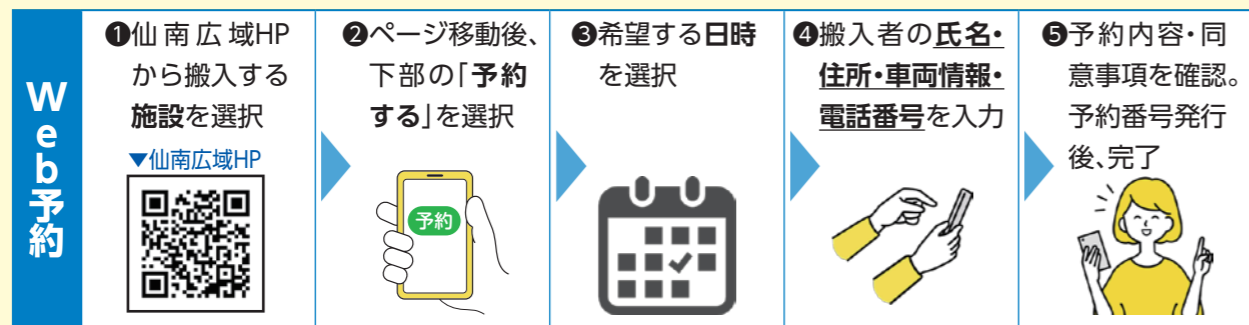 Web予約
❶仙南広域HP
から搬入する
施設を選択
▼仙南広域HP
❷ページ移動後、
下部の「予約
する」を選択
予約
❸希望する日時
を選択
❹搬入者の氏名・
住所・車両情報・
電話番号を入力
❺予約内容・同
意事項を確認。
予約番号発行
後、完了